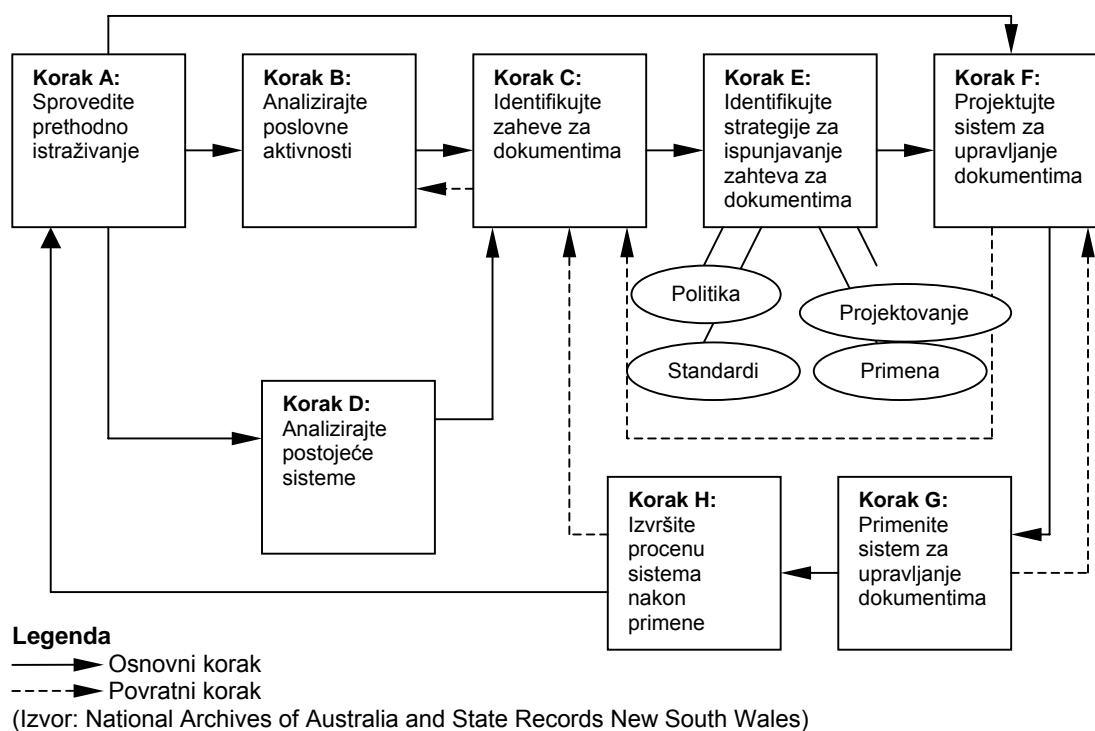 Korak A:
Sprovedite
prethodno
istraživanje
Korak B:
Analizirajte
poslovne
aktivnosti
Korak C:
Identifikujte
zaheve za
dokumentima
Korak E:
Identifikujte
strategije za
ispunjavanje
zahteva za
dokumentima
Korak F:
Projektujte
sistem za
upravljanje
dokumentima
Politika
Standardi
Projektovanje
Primena
Korak D:
Analizirajte
postojeće
sisteme
Korak H:
Izvršite
procenu
sistema
nakon
primene
Korak G:
Primenite
sistem za
upravljanje
dokumentima
Legenda
Osnovni korak
Povratni korak
(Izvor: National Archives of Australia and State Records New South Wales)